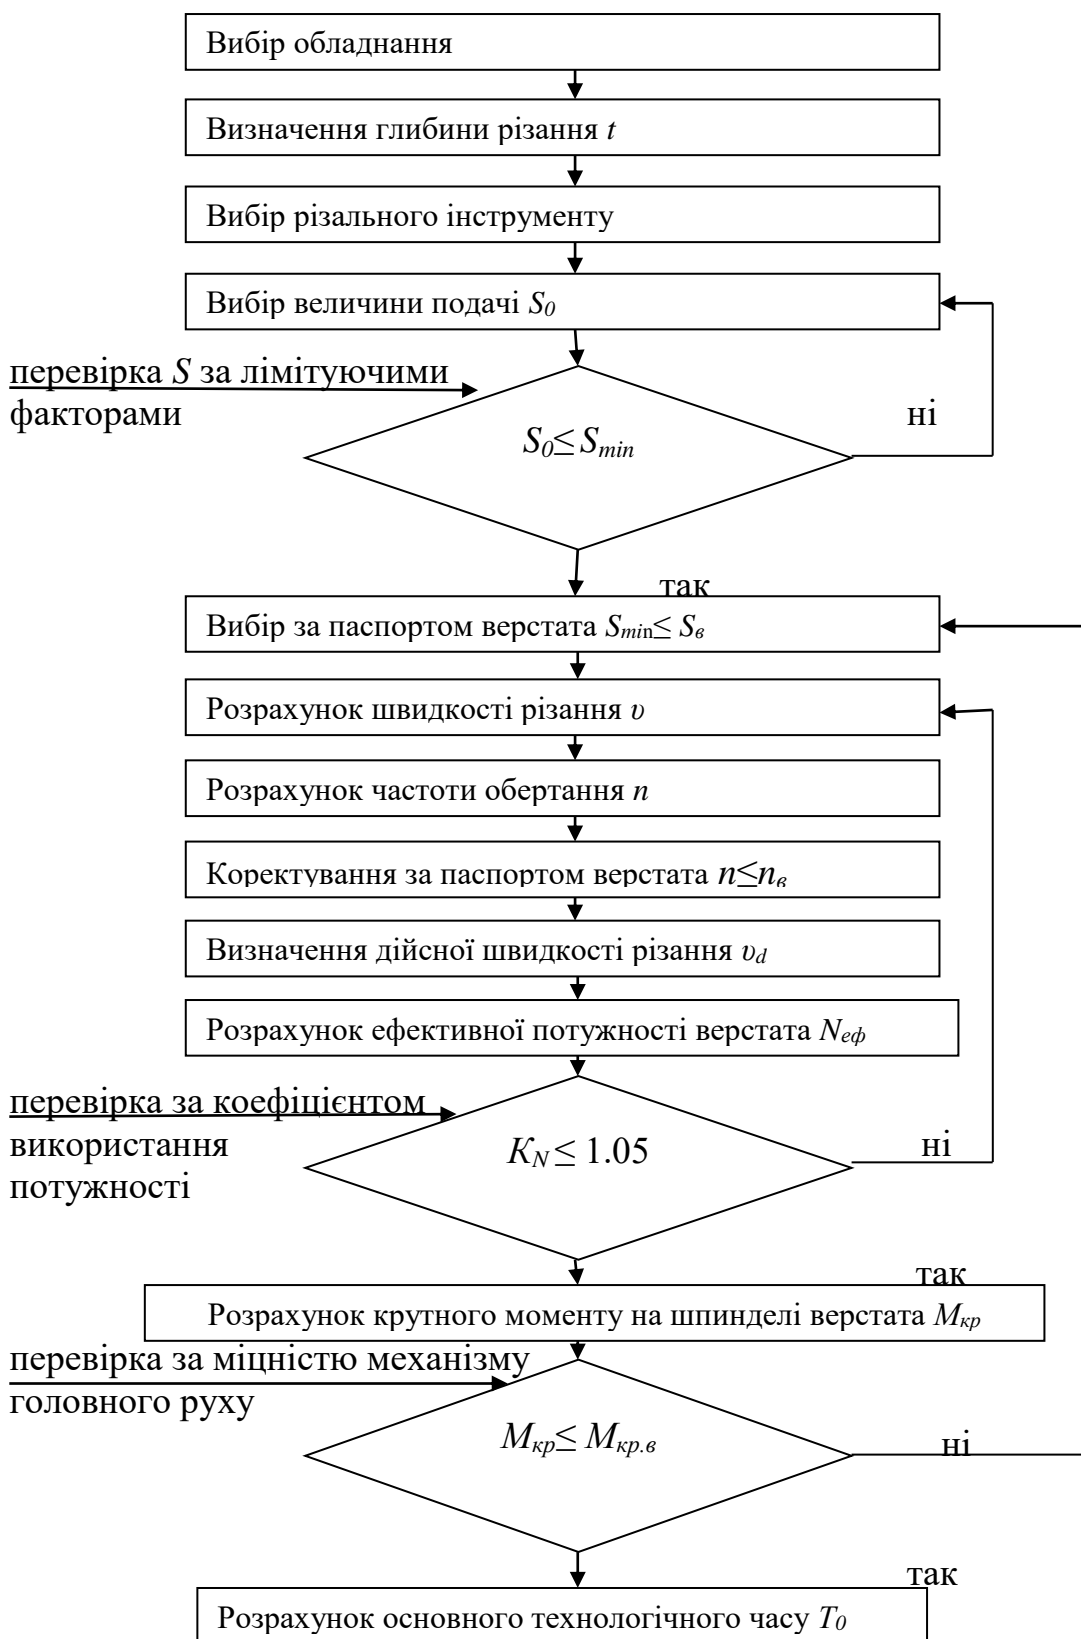 Вибір обладнання
Визначення глибини різання t
Вибір різального інструменту
Вибір величини подачі S0
перевірка S за лімітуючими
факторами
ні
S0≤ Smin
так
Вибір за паспортом верстата Smin≤ Sв
Розрахунок швидкості різання υ
Розрахунок частоти обертання n
Коректування за паспортом верстата n≤nв
Визначення дійсної швидкості різання υd
Розрахунок ефективної потужності верстата Nеф
перевірка за коефіцієнтом
використання
потужності
KN ≤ 1.05
ні
так
Розрахунок крутного моменту на шпинделі верстата Mкр
перевірка за міцністю механізму
головного руху
Mкр≤ Mкр.в
ні
так
Розрахунок основного технологічного часу T0